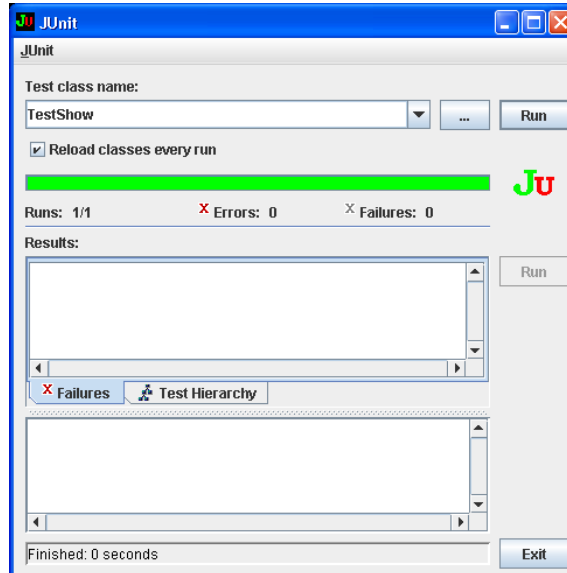 JU JUnit
JUnit
Test class name:
TestShow ... Run
Reload classes every run
JU
Runs: 1/1 X Errors: 0 X Failures: 0
Results:
Run
X Failures Test Hierarchy
Finished: 0 seconds Exit